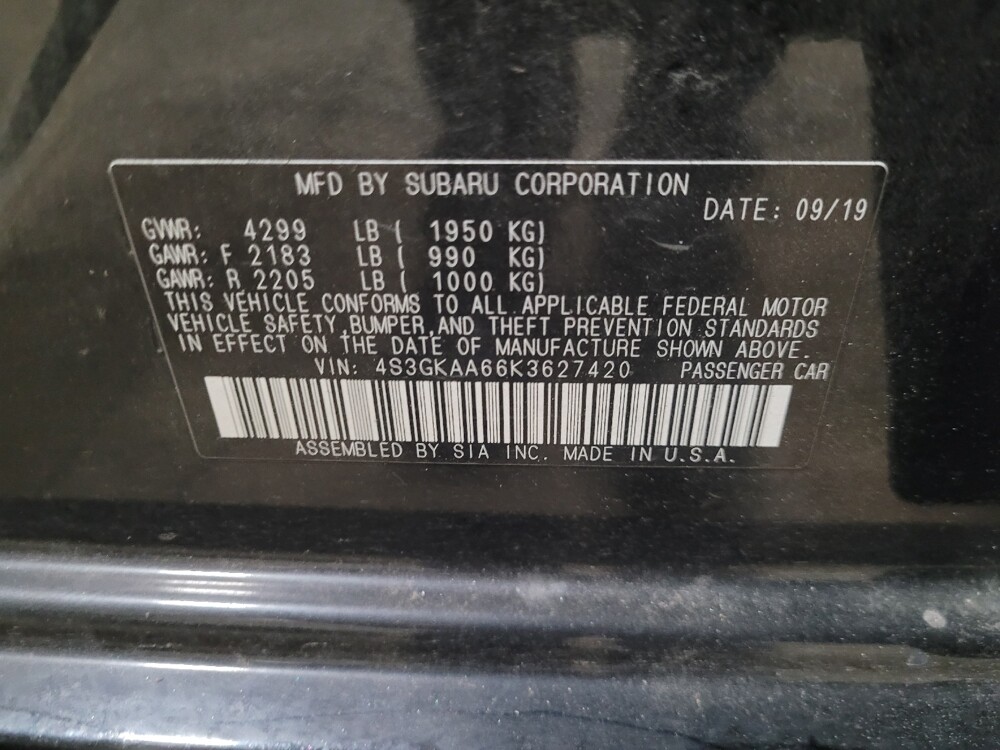 MFD BY SUBARU CORPORATION
DATE: 09/19
GVWR: 4299 LB ( 1950 KG)
GAWR: F 2183 LB ( 990 KG)
GAWR: R 2205 LB ( 1000 KG)
THIS VEHICLE CONFORMS TO ALL APPLICABLE FEDERAL MOTOR
VEHICLE SAFETY,BUMPER,AND THEFT PREVENTION STANDARDS
IN EFFECT ON THE DATE OF MANUFACTURE SHOWN ABOVE.
VIN: 4S3GKAA66K3627420 PASSENGER CAR
ASSEMBLED BY SIA INC. MADE IN U.S.A.